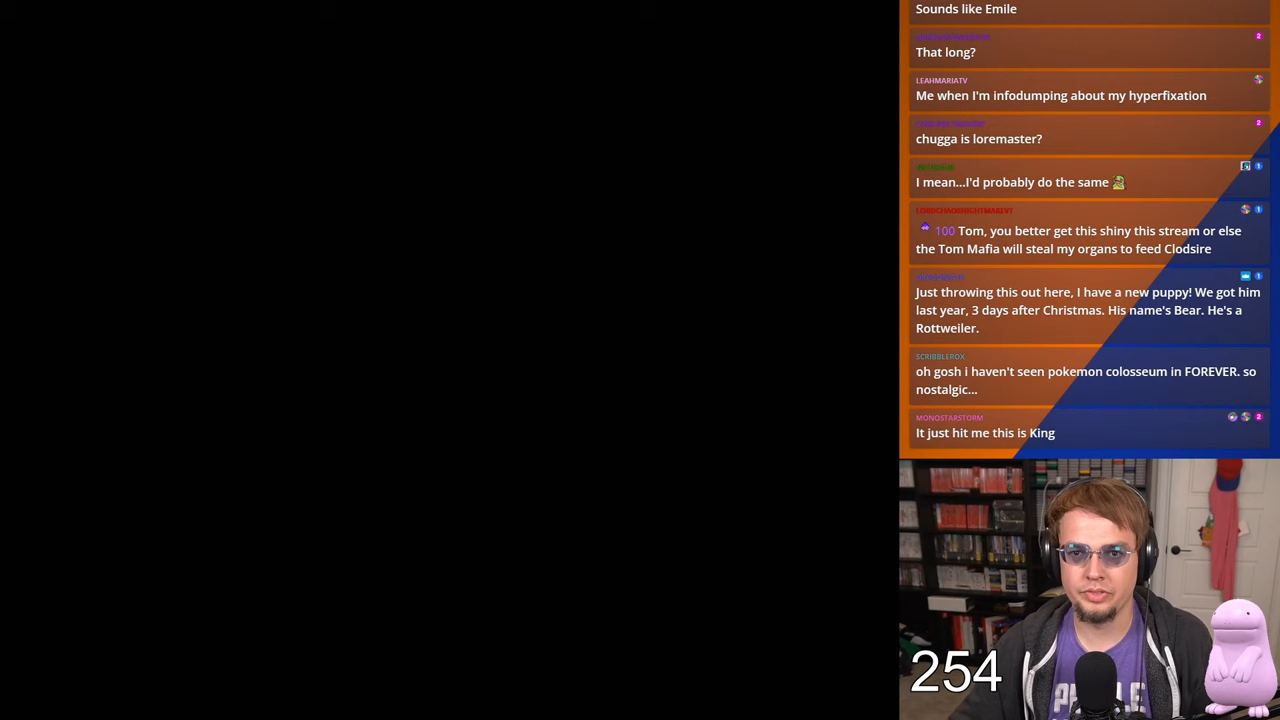 Sounds like Emile
That long?
LEAHMARIATV
Me when I'm infodumping about my hyperfixation
chugga is loremaster?
I mean...I'd probably do the same
LORDCHAOSNIGHTMAREVT
100 Tom, you better get this shiny this stream or else
the Tom Mafia will steal my organs to feed Clodsire
Just throwing this out here, I have a new puppy! We got him
last year, 3 days after Christmas. His name's Bear. He's a
Rottweiler.
SCRIBBLEROX
oh gosh i haven't seen pokemon colosseum in FOREVER. so
nostalgic...
MONOSTARSTORM
It just hit me this is King
254